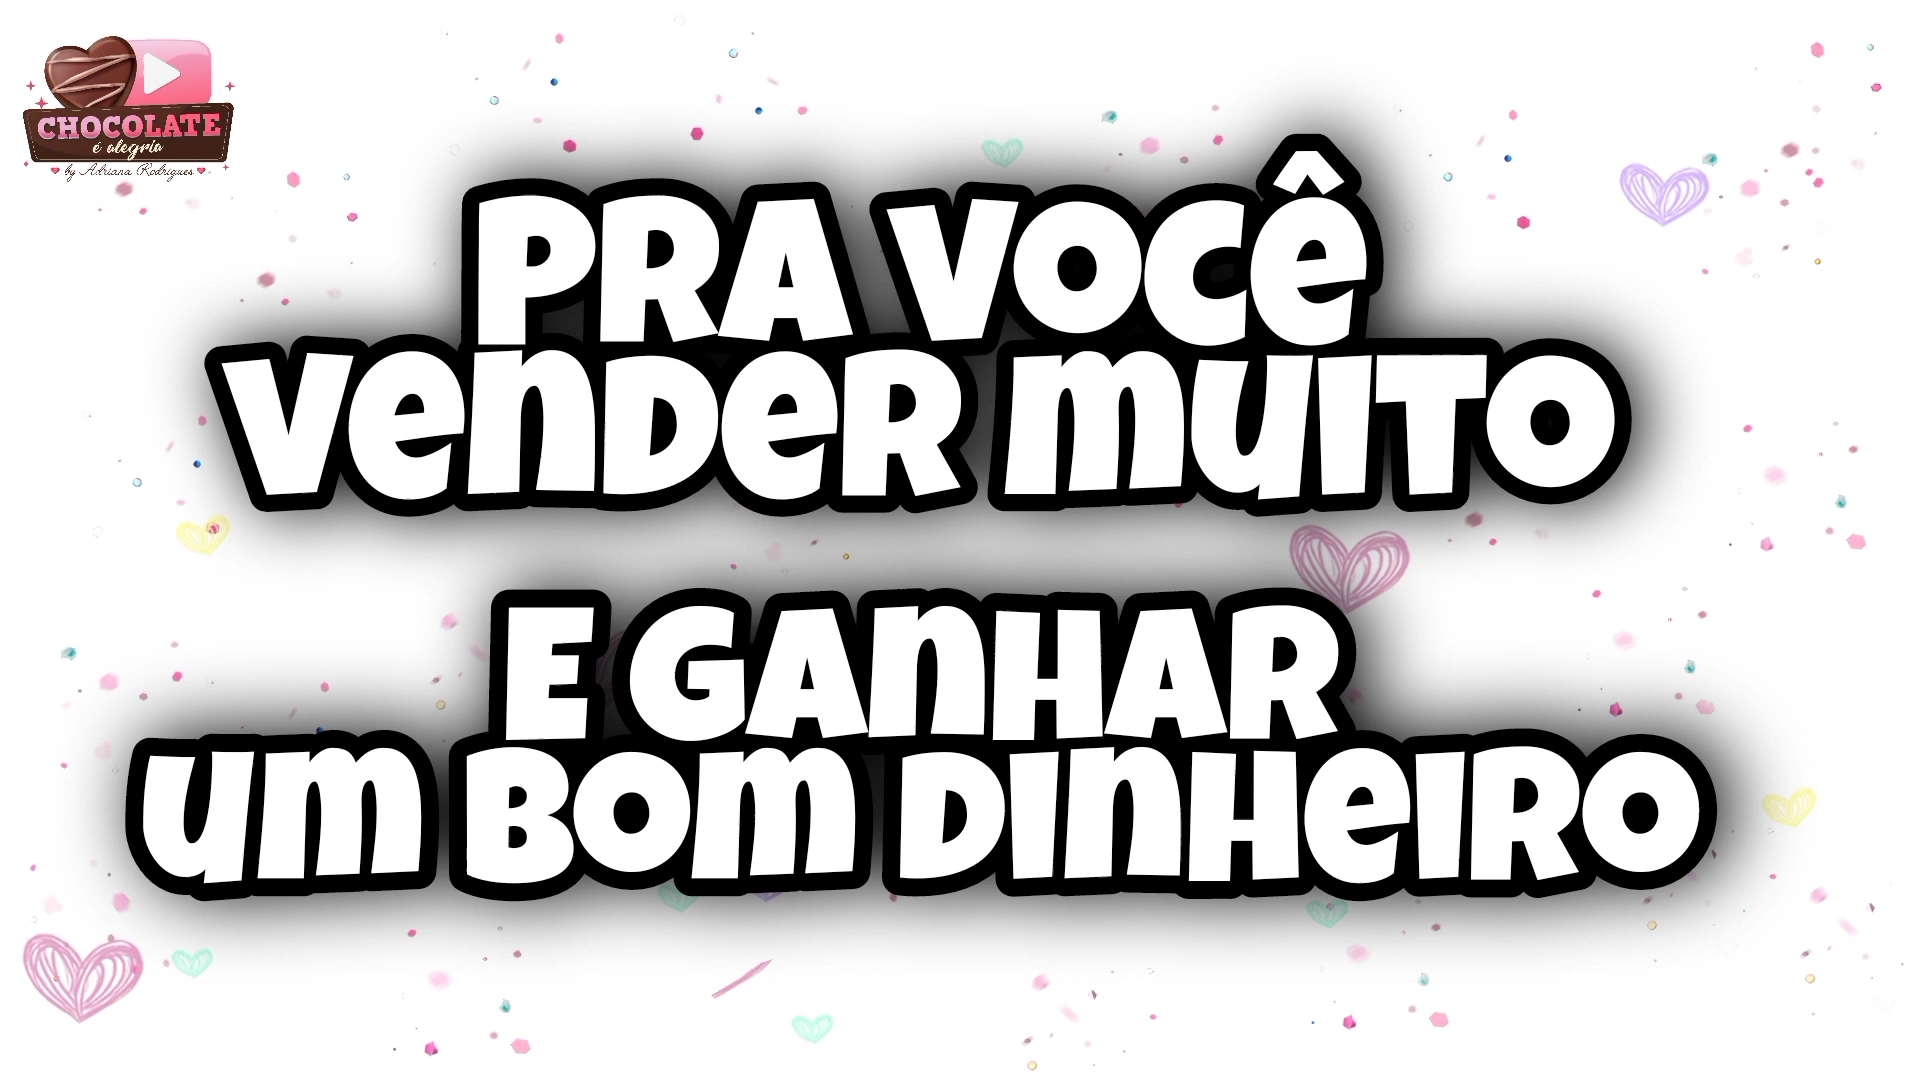 CHOCOLATE
é alegria
by Adriana Rodrigues
PRA VOCÊ
VENDER MUITO
E GANHAR
UM BOM DINHEIRO